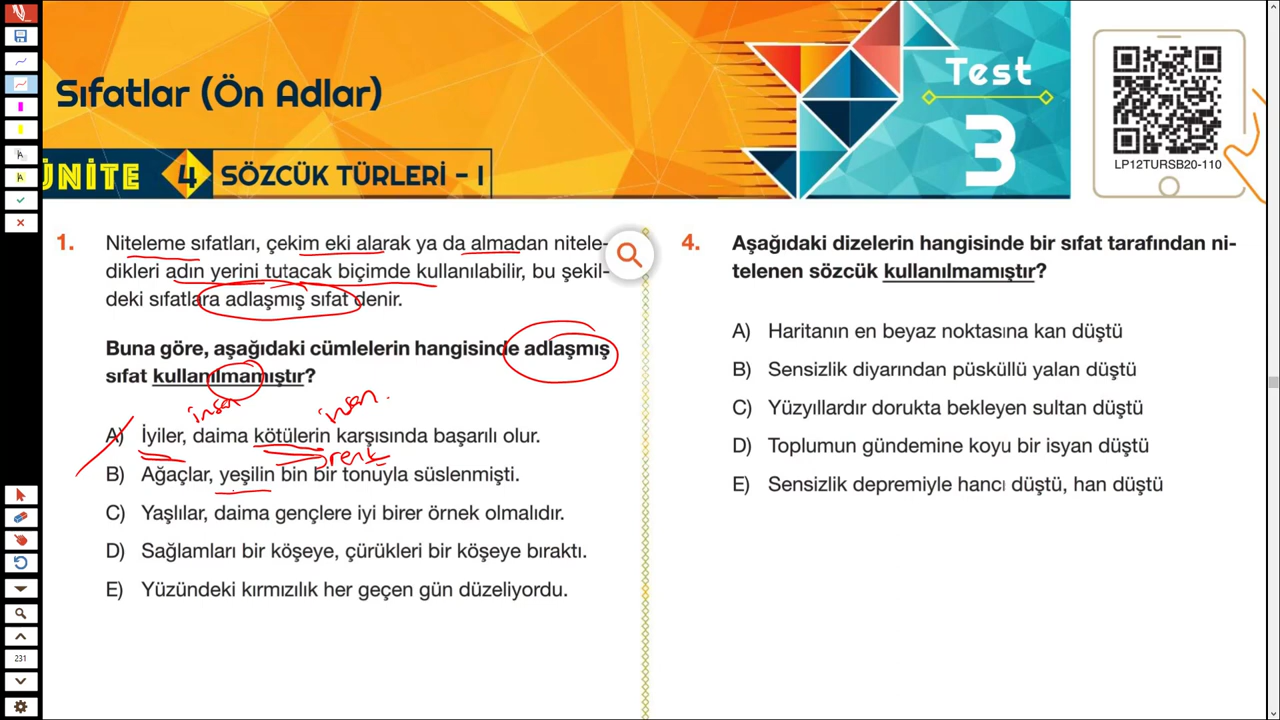 Sıfatlar (Ön Adlar)
Test
3
ÜNİTE 4 SÖZCÜK TÜRLERİ - I
LP12TURSB20-110
1. Niteleme sıfatları, çekim eki alarak ya da almadan nitele-
dikleri adın yerini tutacak biçimde kullanılabilir, bu şekil-
deki sıfatlara adlaşmış sıfat denir.
Buna göre, aşağıdaki cümlelerin hangisinde adlaşmış
sıfat kullanılmamıştır?
insan
insan.
A) İyiler, daima kötülerin karşısında başarılı olur.
renk
B) Ağaçlar, yeşilin bin bir tonuyla süslenmişti.
C) Yaşlılar, daima gençlere iyi birer örnek olmalıdır.
D) Sağlamları bir köşeye, çürükleri bir köşeye bıraktı.
E) Yüzündeki kırmızılık her geçen gün düzeliyordu.
4. Aşağıdaki dizelerin hangisinde bir sıfat tarafından ni-
telenen sözcük kullanılmamıştır?
A) Haritanın en beyaz noktasına kan düştü
B) Sensizlik diyarından püsküllü yalan düştü
C) Yüzyıllardır dorukta bekleyen sultan düştü
D) Toplumun gündemine koyu bir isyan düştü
E) Sensizlik depremiyle hancı düştü, han düştü
231